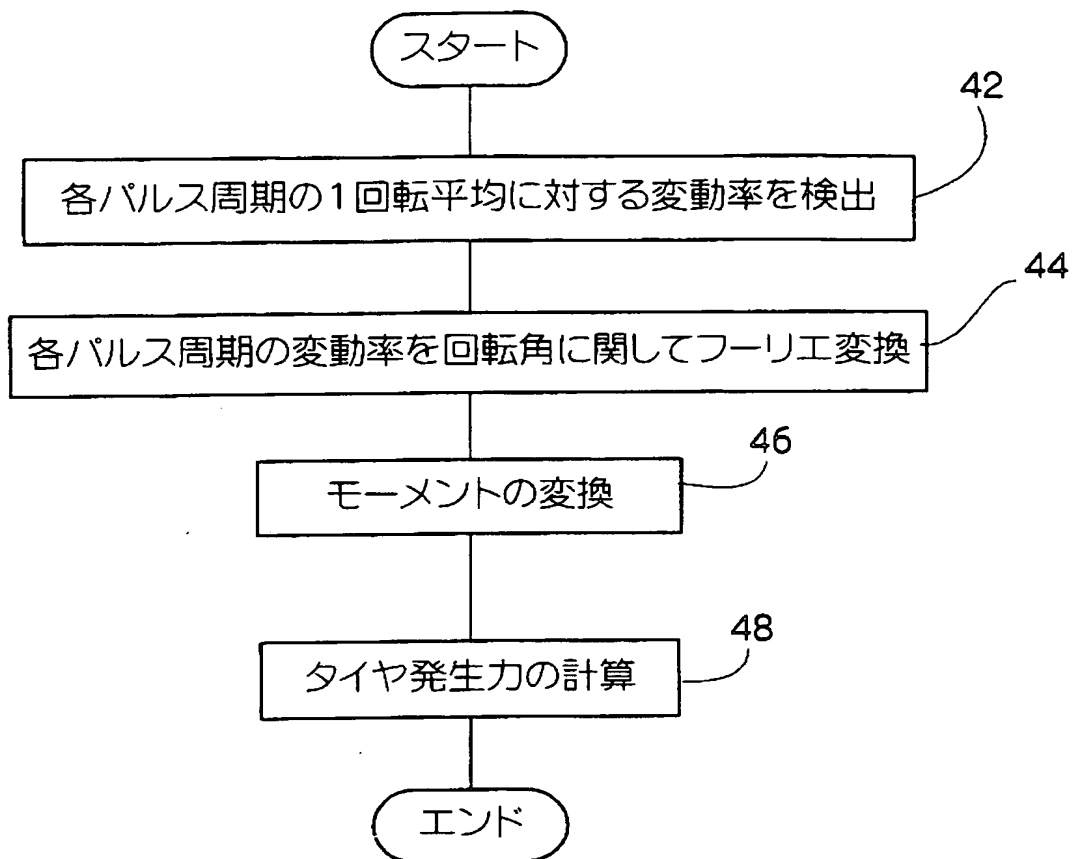 スタート
42
各パルス周期の1回転平均に対する変動率を検出
44
各パルス周期の変動率を回転角に関してフーリエ変換
46
モーメントの変換
48
タイヤ発生力の計算
エンド